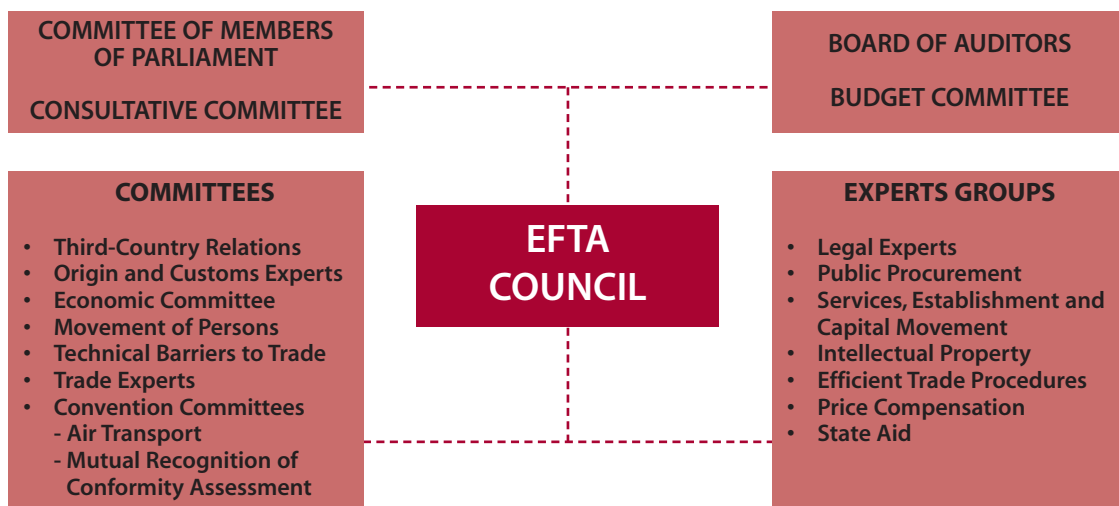 COMMITTEE OF MEMBERS
OF PARLIAMENT
CONSULTATIVE COMMITTEE
BOARD OF AUDITORS
BUDGET COMMITTEE
COMMITTEES
• Third-Country Relations
• Origin and Customs Experts
• Economic Committee
• Movement of Persons
• Technical Barriers to Trade
• Trade Experts
• Convention Committees
- Air Transport
- Mutual Recognition of
Conformity Assessment
EFTA
COUNCIL
EXPERTS GROUPS
• Legal Experts
• Public Procurement
• Services, Establishment and
Capital Movement
• Intellectual Property
• Efficient Trade Procedures
• Price Compensation
• State Aid